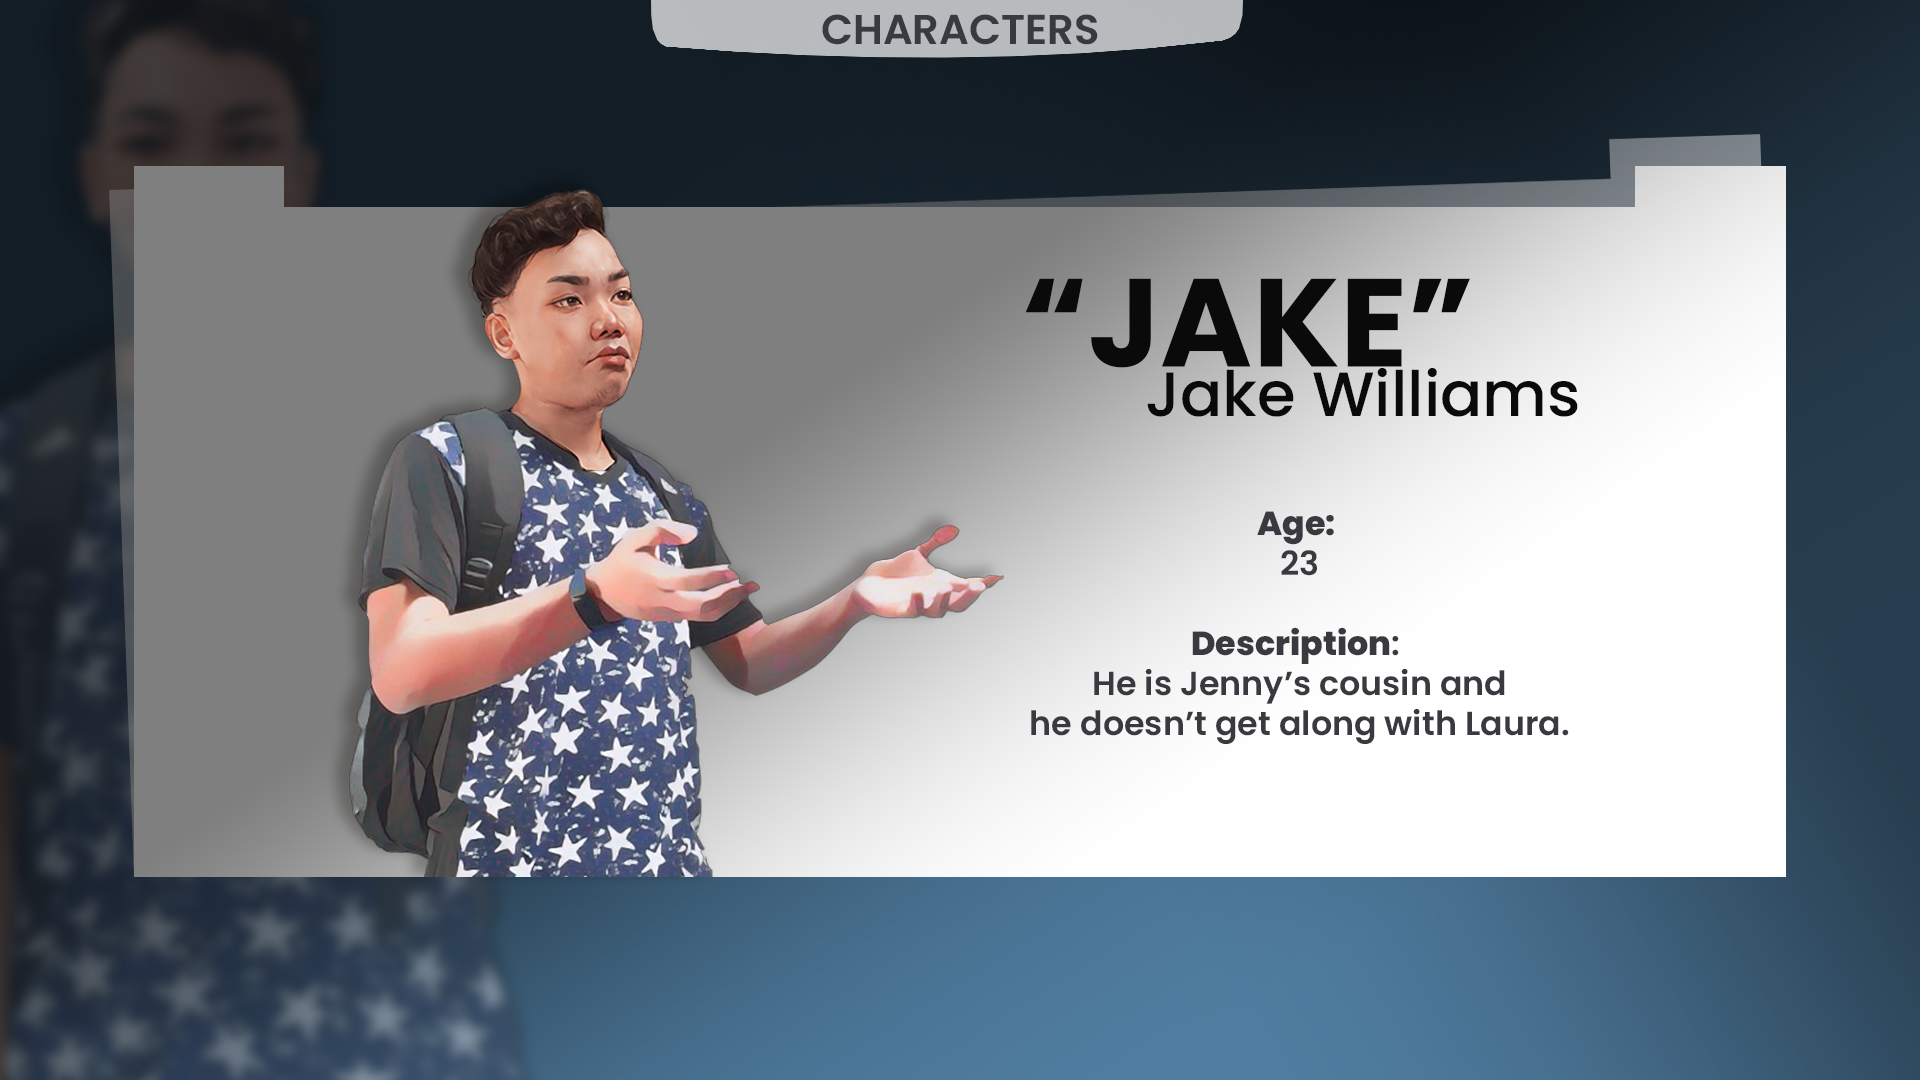 CHARACTERS
“JAKE”
Jake Williams
Age:
23
Description:
He is Jenny’s cousin and
he doesn’t get along with Laura.